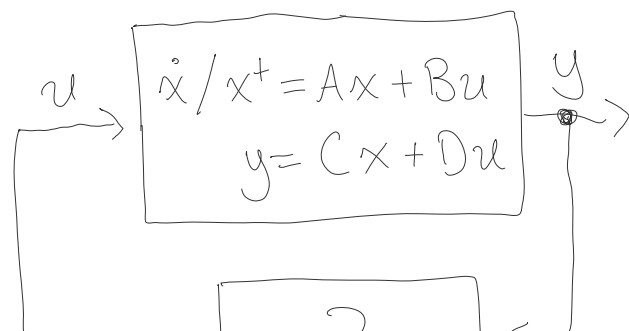 u
ẋ / x⁺ = Ax + Bu
y
y = Cx + Du